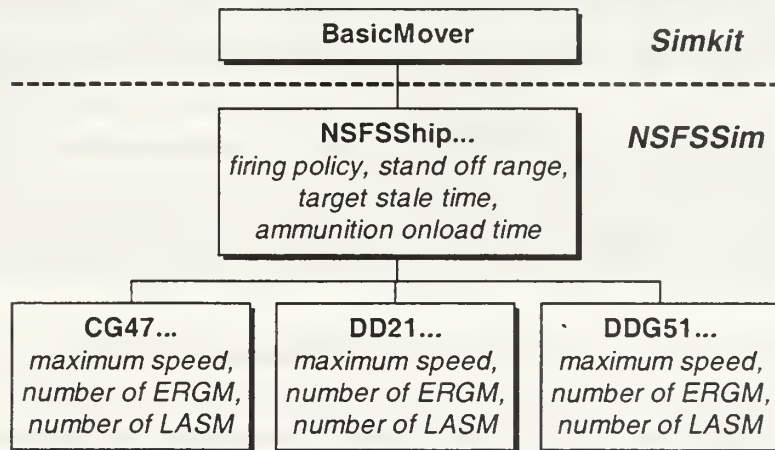 BasicMover
Simkit
NSFSShip...
NSFSSim
firing policy, stand off range,
target stale time,
ammunition onload time
CG47...
maximum speed,
number of ERGM,
number of LASM
DD21...
maximum speed,
number of ERGM,
number of LASM
DDG51...
maximum speed,
number of ERGM,
number of LASM